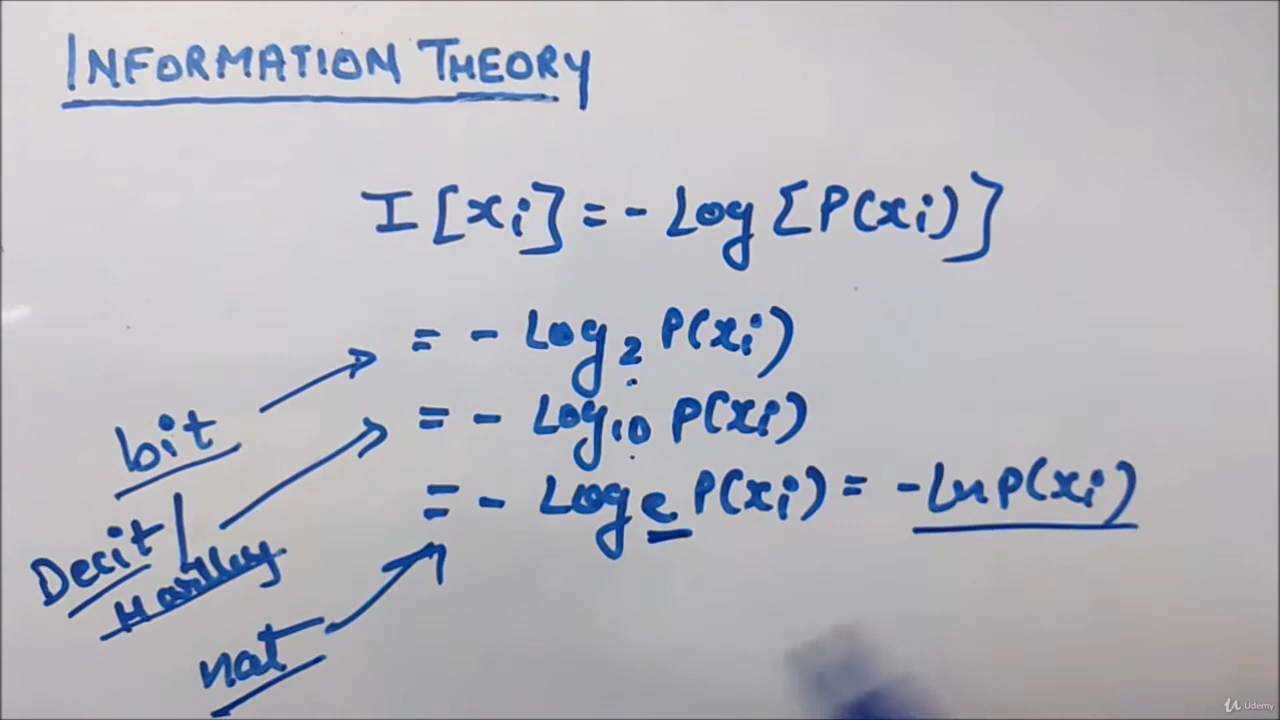 INFORMATION THEORY
I[xi] = - Log [P(xi)]
= - Log2 P(xi)
bit
= - Log10 P(xi)
Decit/
Hartley
= - Loge P(xi) = - Ln P(xi)
nat
Udemy